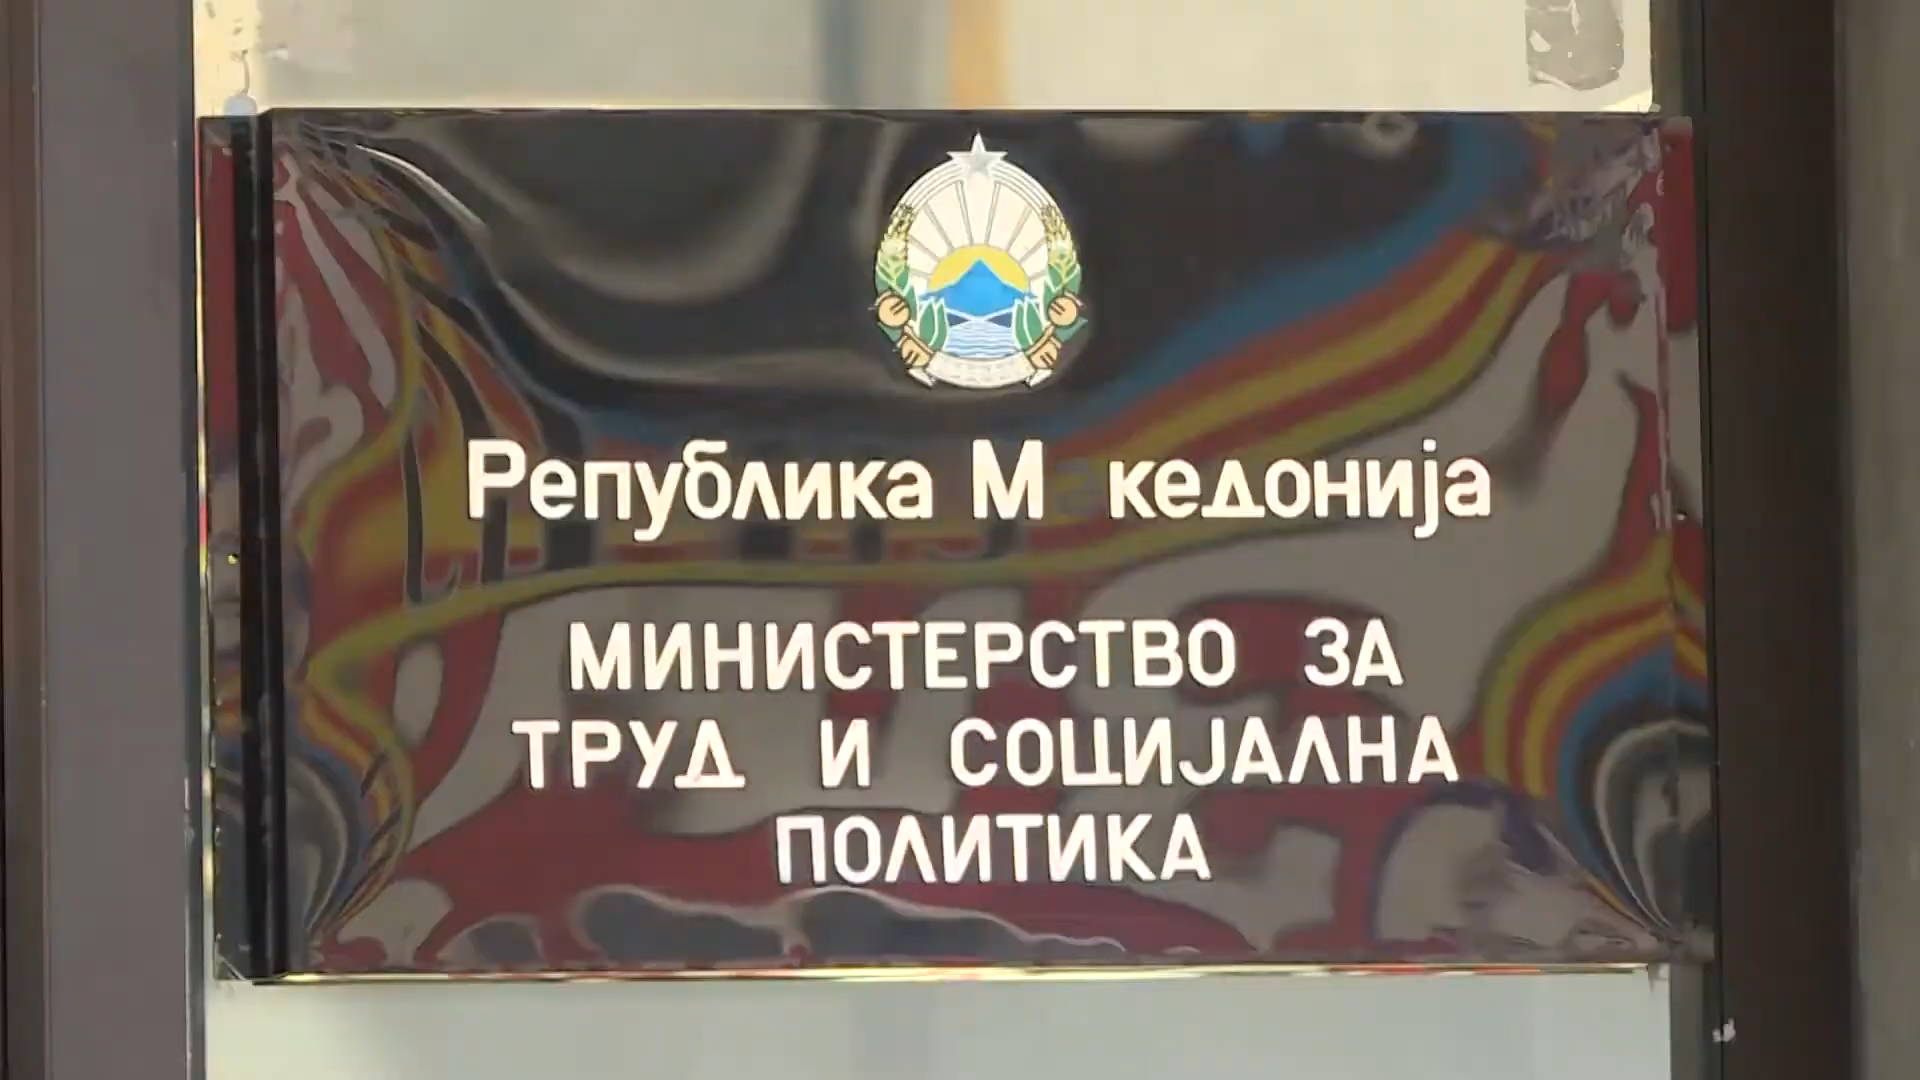 Република М кедонија
МИНИСТЕРСТВО ЗА
ТРУД И СОЦИЈАЛНА
ПОЛИТИКА